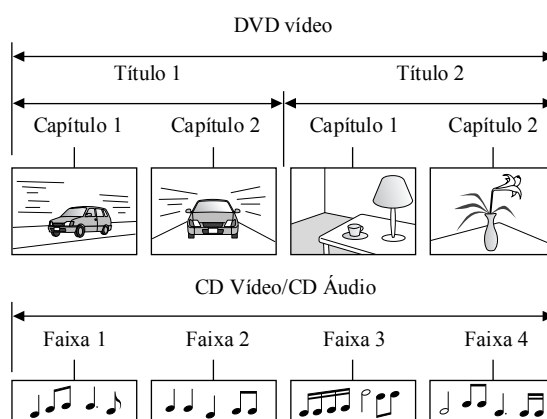 DVD vídeo
Título 1 Título 2
Capítulo 1 Capítulo 2 Capítulo 1 Capítulo 2
CD Vídeo/CD Áudio
Faixa 1 Faixa 2 Faixa 3 Faixa 4